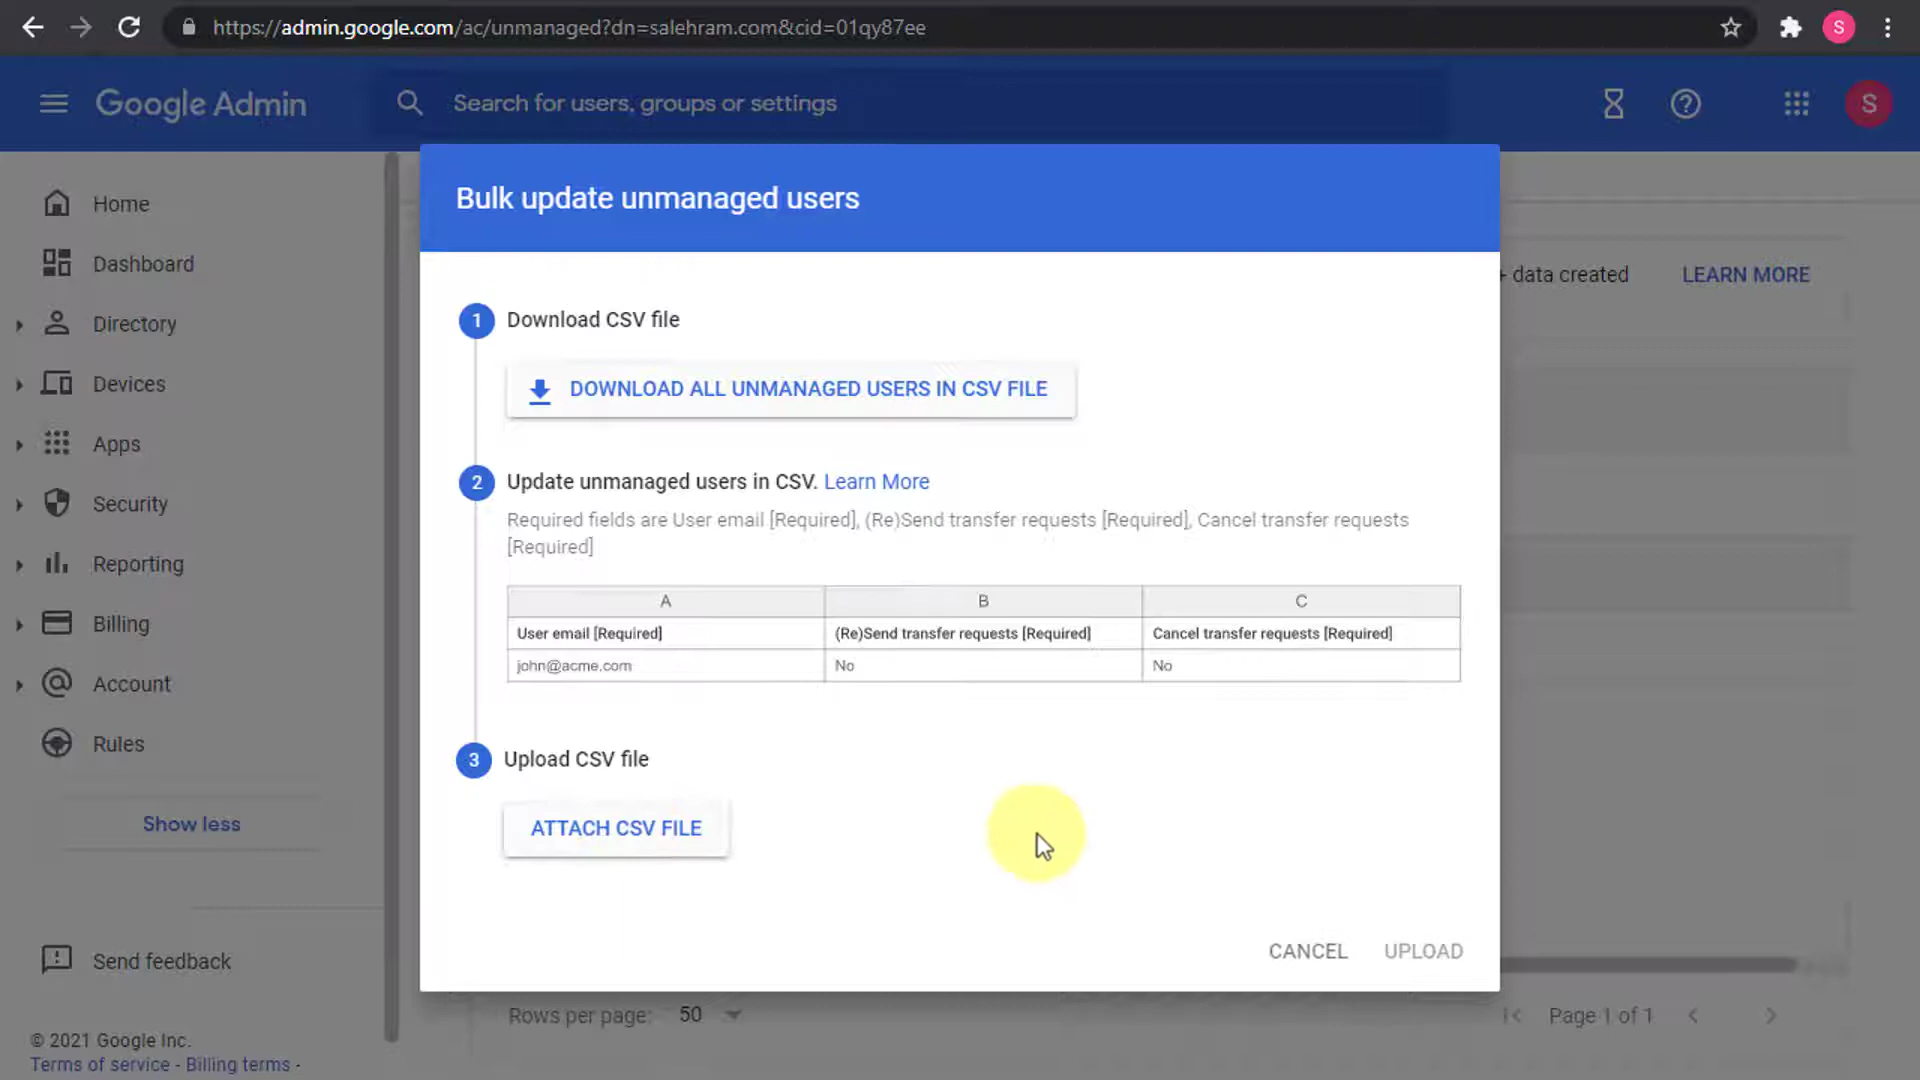 https://admin.google.com/ac/unmanaged?dn=salehram.com&cid=01qy87ee
S
Google Admin
Search for users, groups or settings
S
Home
Dashboard
Directory
Devices
Apps
Security
Reporting
Billing
Account
Rules
Show less
Send feedback
© 2021 Google Inc.
Terms of service - Billing terms -
data created
LEARN MORE
Bulk update unmanaged users
1 Download CSV file
DOWNLOAD ALL UNMANAGED USERS IN CSV FILE
2 Update unmanaged users in CSV. Learn More
Required fields are User email [Required], (Re)Send transfer requests [Required], Cancel transfer requests
[Required]
A B C
User email [Required] (Re)Send transfer requests [Required] Cancel transfer requests [Required]
john@acme.com No No
3 Upload CSV file
ATTACH CSV FILE
CANCEL UPLOAD
Rows per page: 50
Page 1 of 1